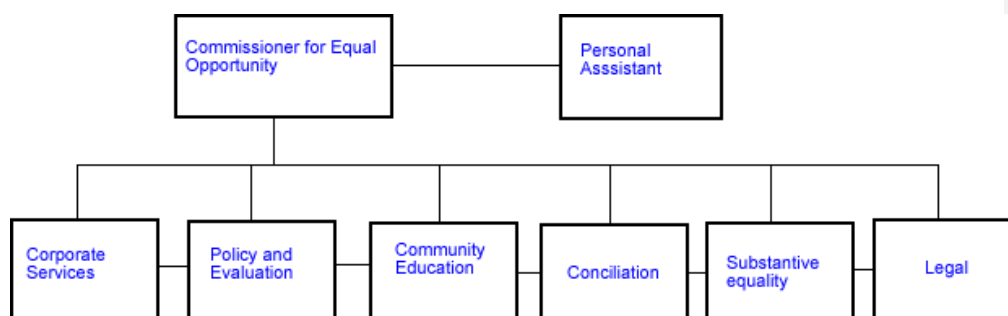 Commissioner for Equal
Opportunity
Personal
Asssistant
Corporate
Services
Policy and
Evaluation
Community
Education
Conciliation
Substantive
equality
Legal